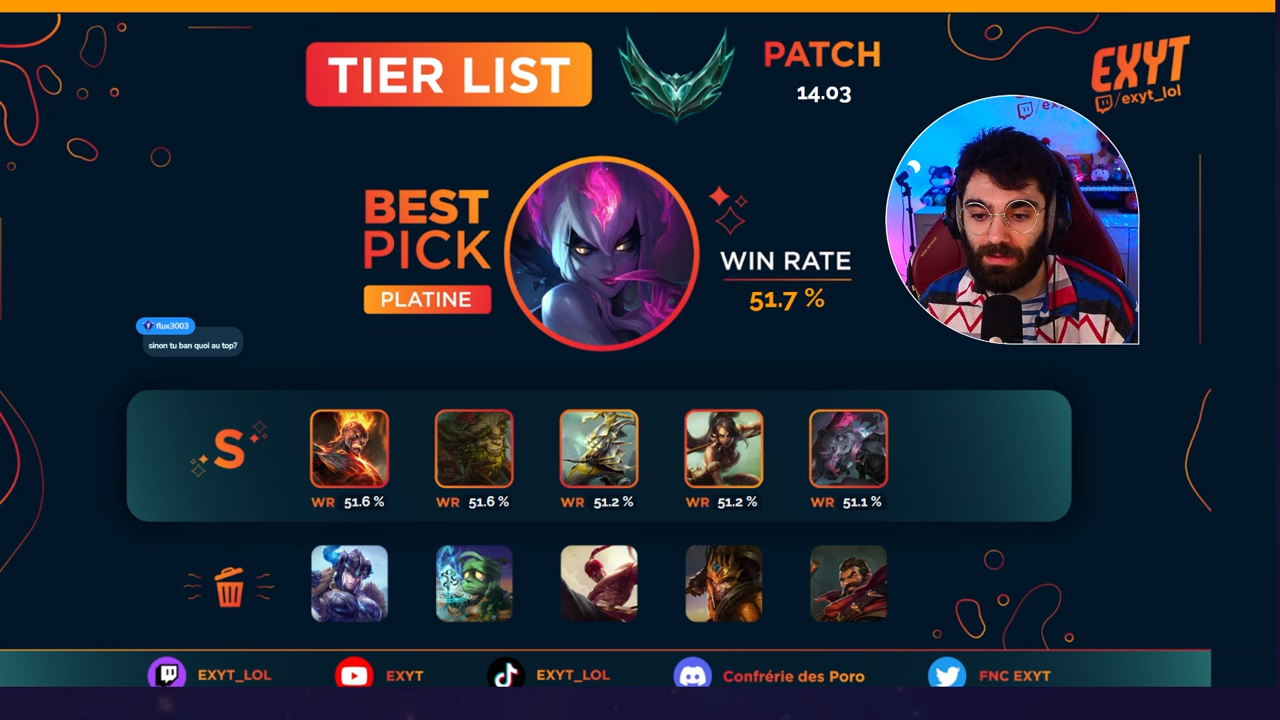 TIER LIST
PATCH
14.03
EXYT
/exyt_lol
BEST
PICK
PLATINE
WIN RATE
51.7 %
flux3003
sinon tu ban quoi au top?
S
WR 51.6 %
WR 51.6 %
WR 51.2 %
WR 51.2 %
WR 51.1 %
EXYT_LOL
EXYT
EXYT_LOL
Confrérie des Poro
FNC EXYT